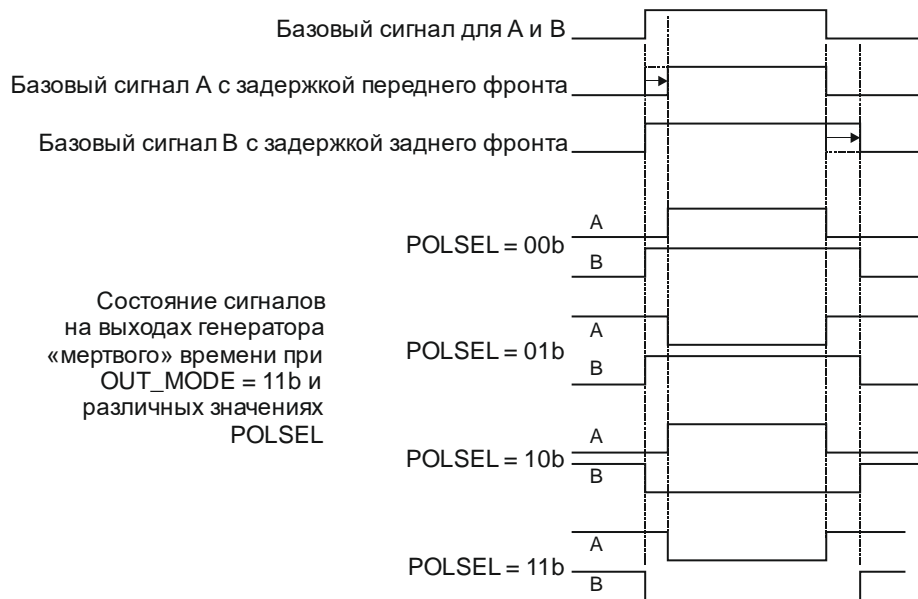 Базовый сигнал для А и В
Базовый сигнал А с задержкой переднего фронта
Базовый сигнал В с задержкой заднего фронта
A
POLSEL = 00b
B
Состояние сигналов
на выходах генератора
«мертвого» времени при
OUT_MODE = 11b и
различных значениях
POLSEL
A
POLSEL = 01b
B
A
POLSEL = 10b
B
A
POLSEL = 11b
B